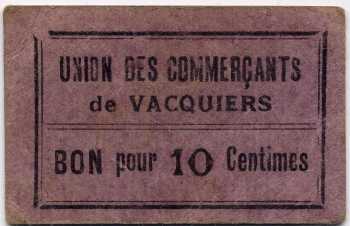 UNION DES COMMERÇANTS
de VACQUIERS
BON pour 10 Centimes